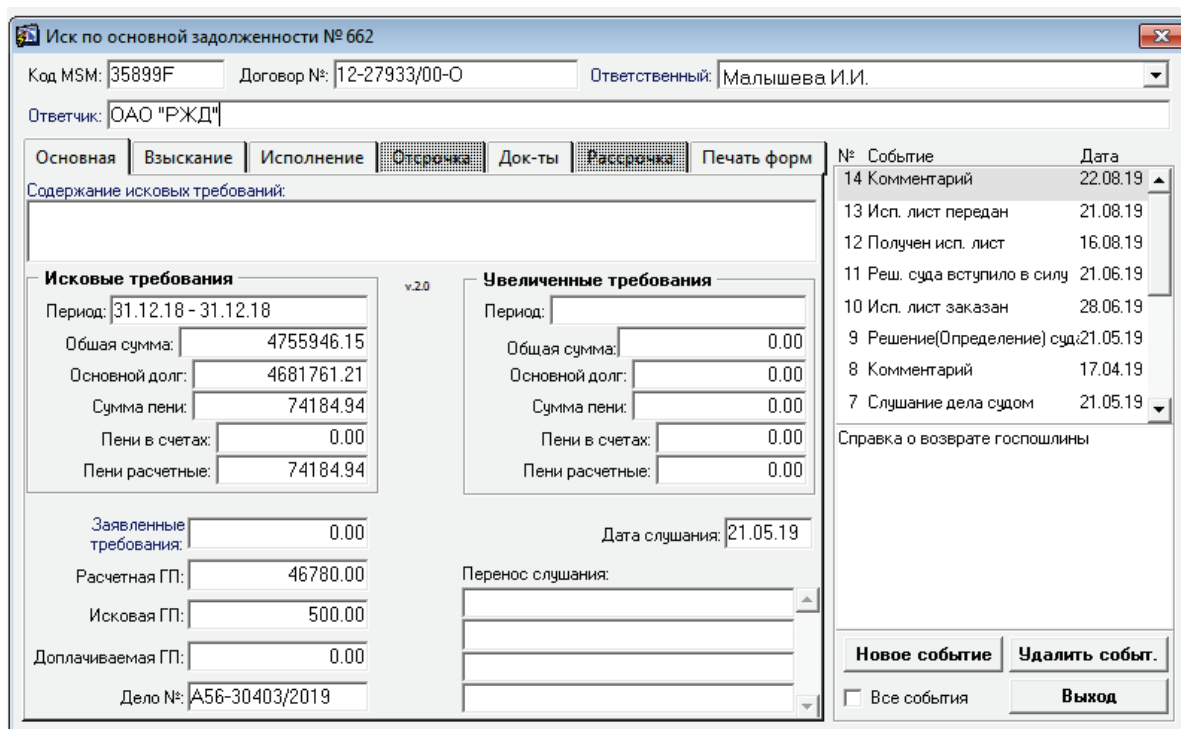 Иск по основной задолженности № 662
Код MSM: 35899F Договор №: 12-27933/00-О Ответственный: Малышева И.И.
Ответчик: ОАО "РЖД"
Основная Взыскание Исполнение Отсрочка Док-ты Рассрочка Печать форм
Содержание исковых требований:
Исковые требования
Период: 31.12.18 - 31.12.18
Обшая сумма: 4755946.15
Основной долг: 4681761.21
Сумма пени: 74184.94
Пени в счетах: 0.00
Пени расчетные: 74184.94
v.2.0
Увеличенные требования
Период:
Общая сумма: 0.00
Основной долг: 0.00
Сумма пени: 0.00
Пени в счетах: 0.00
Пени расчетные: 0.00
Заявленные
требования: 0.00
Расчетная ГП: 46780.00
Исковая ГП: 500.00
Доплачиваемая ГП: 0.00
Дело №: А56-30403/2019
Дата слушания: 21.05.19
Перенос слушания:
№ Событие Дата
14 Комментарий 22.08.19
13 Исп. лист передан 21.08.19
12 Получен исп. лист 16.08.19
11 Реш. суда вступило в силу 21.06.19
10 Исп. лист заказан 28.06.19
9 Решение(Определение) суда 21.05.19
8 Комментарий 17.04.19
7 Слушание дела судом 21.05.19
Справка о возврате госпошлины
Новое событие Удалить событ.
Все события Выход